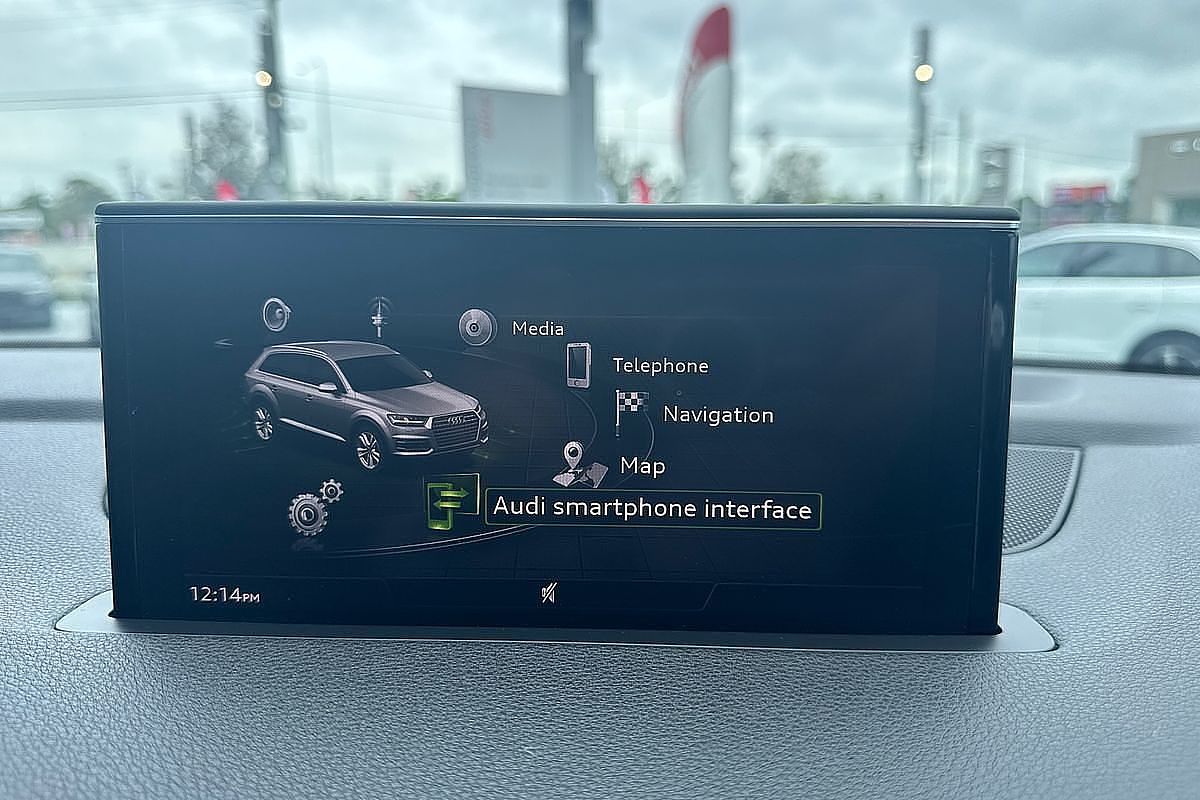 Media
Telephone
Navigation
Map
Audi smartphone interface
12:14PM